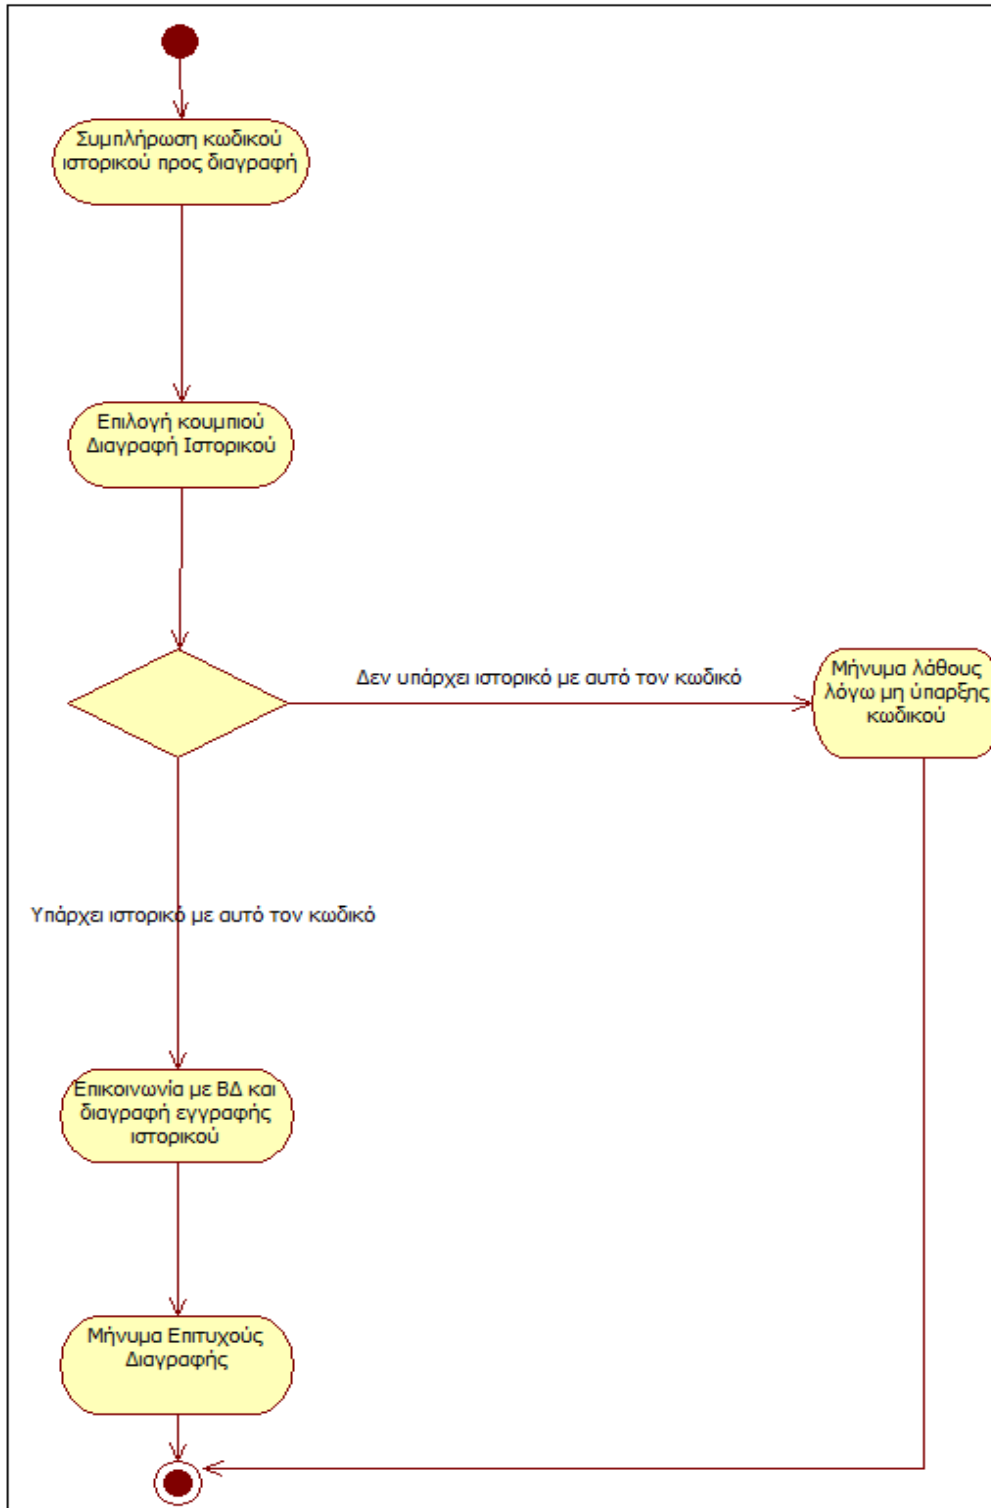 Συμπλήρωση κωδικού
ιστορικού προς διαγραφή
Επιλογή κουμπιού
Διαγραφή Ιστορικού
Δεν υπάρχει ιστορικό με αυτό τον κωδικό
Μήνυμα λάθους
λόγω μη ύπαρξης
κωδικού
Υπάρχει ιστορικό με αυτό τον κωδικό
Επικοινωνία με ΒΔ και
διαγραφή εγγραφής
ιστορικού
Μήνυμα Επιτυχούς
Διαγραφής